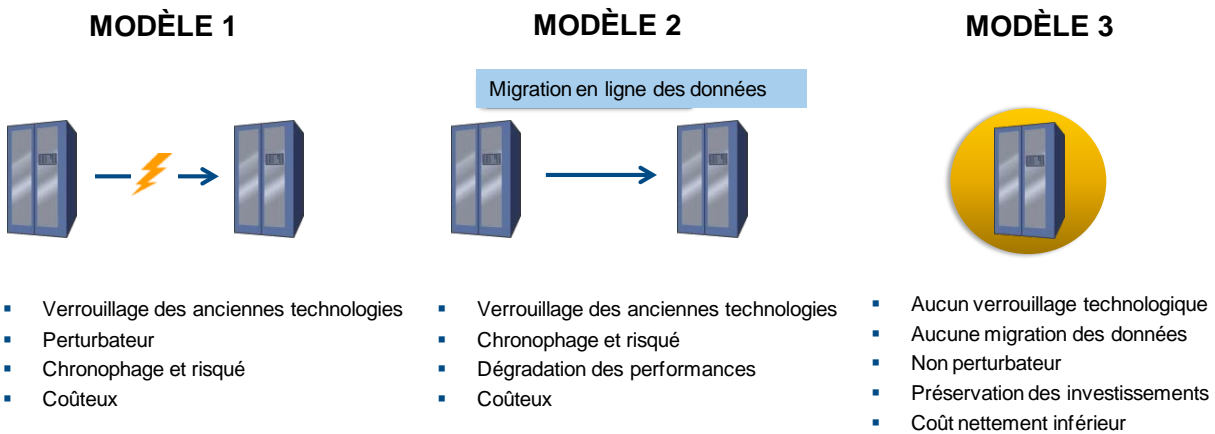 MODÈLE 1
MODÈLE 2
MODÈLE 3
Migration en ligne des données
▪ Verrouillage des anciennes technologies
▪ Perturbateur
▪ Chronophage et risqué
▪ Coûteux
▪ Verrouillage des anciennes technologies
▪ Chronophage et risqué
▪ Dégradation des performances
▪ Coûteux
▪ Aucun verrouillage technologique
▪ Aucune migration des données
▪ Non perturbateur
▪ Préservation des investissements
▪ Coût nettement inférieur